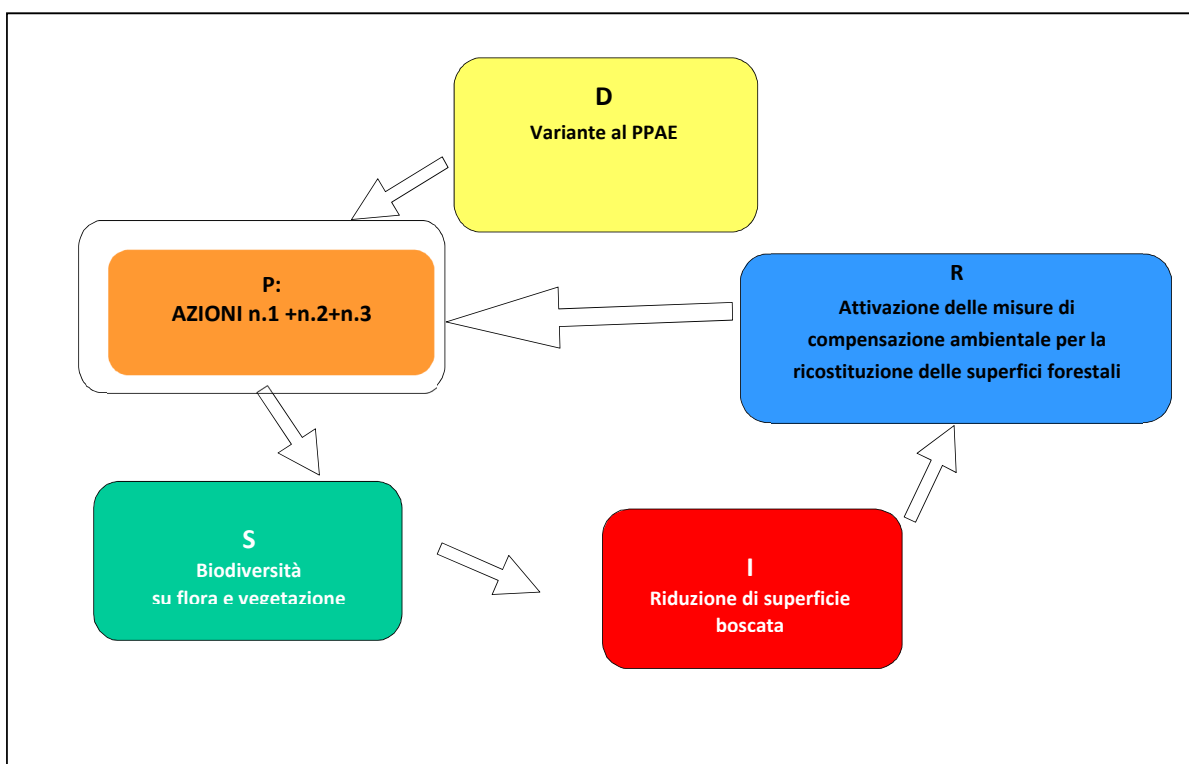 D
Variante al PPAE
P:
AZIONI n.1 +n.2+n.3
R
Attivazione delle misure di
compensazione ambientale per la
ricostituzione delle superfici forestali
S
Biodiversità
su flora e vegetazione
I
Riduzione di superficie
boscata